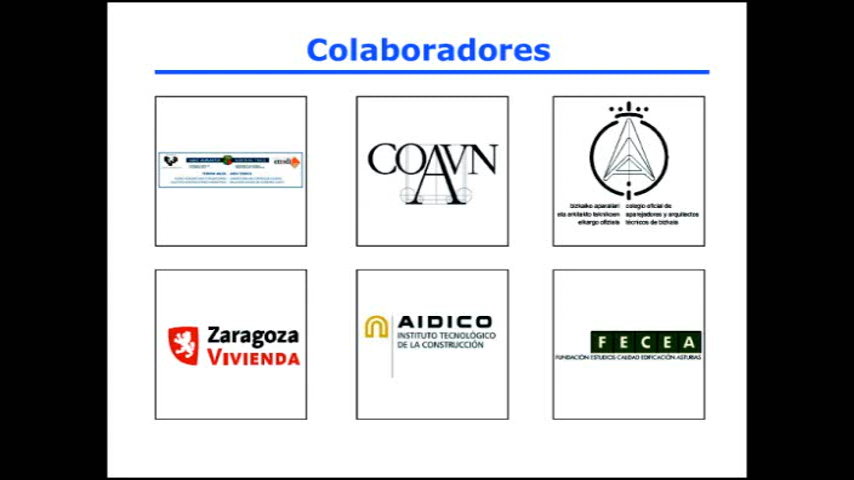 Colaboradores
COAVN
bizkaiko aparailari
eta arkitekto teknikoen
elkargo ofiziala
colegio oficial de
aparejadores y arquitectos
técnicos de bizkaia
Zaragoza
VIVIENDA
AIDICO
INSTITUTO TECNOLÓGICO
DE LA CONSTRUCCIÓN
FECEA
FUNDACIÓN ESTUDIOS CALIDAD EDIFICACIÓN ASTURIAS